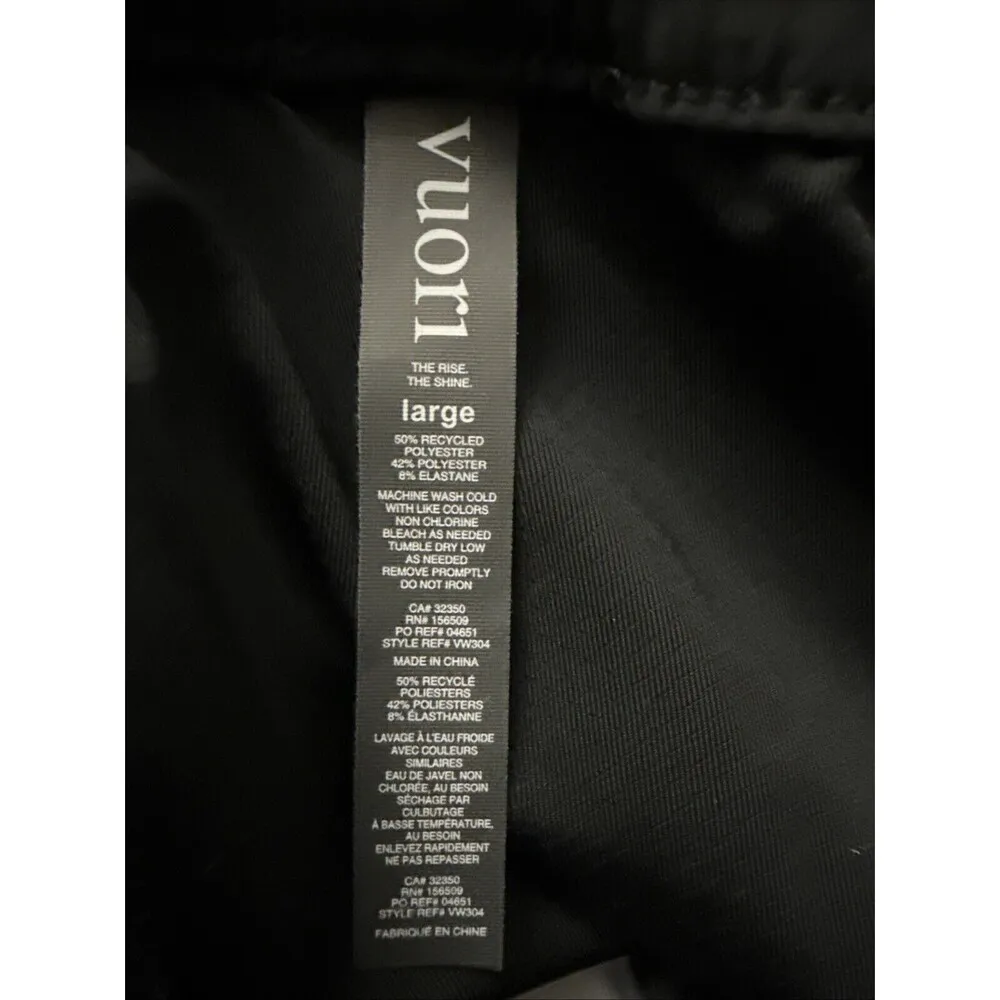 vuori
THE RISE.
THE SHINE.
large
50% RECYCLED
POLYESTER
42% POLYESTER
8% ELASTANE
MACHINE WASH COLD
WITH LIKE COLORS
NON CHLORINE
BLEACH AS NEEDED
TUMBLE DRY LOW
AS NEEDED
REMOVE PROMPTLY
DO NOT IRON
CA# 32350
RN# 156509
PO REF# 04651
STYLE REF# VW304
MADE IN CHINA
50% RECYCLÉ
POLIESTERS
42% POLIESTERS
8% ÉLASTHANNE
LAVAGE À L'EAU FROIDE
AVEC COULEURS
SIMILAIRES
EAU DE JAVEL NON
CHLORÉE, AU BESOIN
SÉCHAGE PAR
CULBUTAGE
À BASSE TEMPÉRATURE,
AU BESOIN
ENLEVEZ RAPIDEMENT
NE PAS REPASSER
CA# 32350
RN# 156509
PO REF# 04651
STYLE REF# VW304
FABRIQUÉ EN CHINE